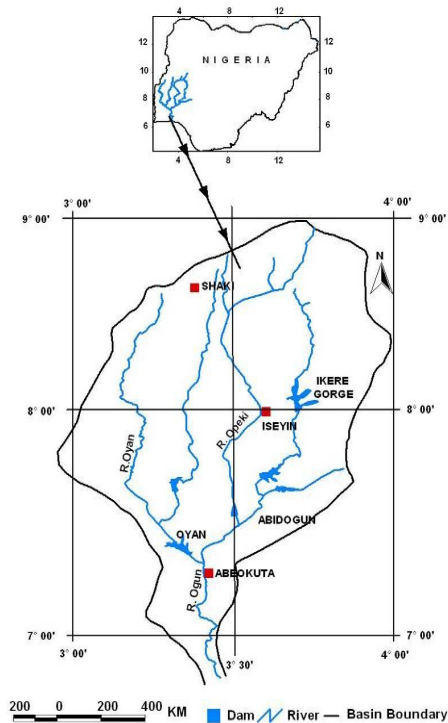 4 8 12
N I G E R I A
12 12
10 10
8 8
6 6
4 8 12
3° 00' 4° 00'
9° 00' 9° 00'
N
SHAKI
IKERE
GORGE
8° 00' 8° 00'
ISEYIN
R. Opeki
R.Oyan
ABIDOGUN
OYAN
ABEOKUTA
R. Ogun
7° 00' 7° 00'
3° 00' 3° 30' 4° 00'
200 0 200 400 KM Dam River Basin Boundary